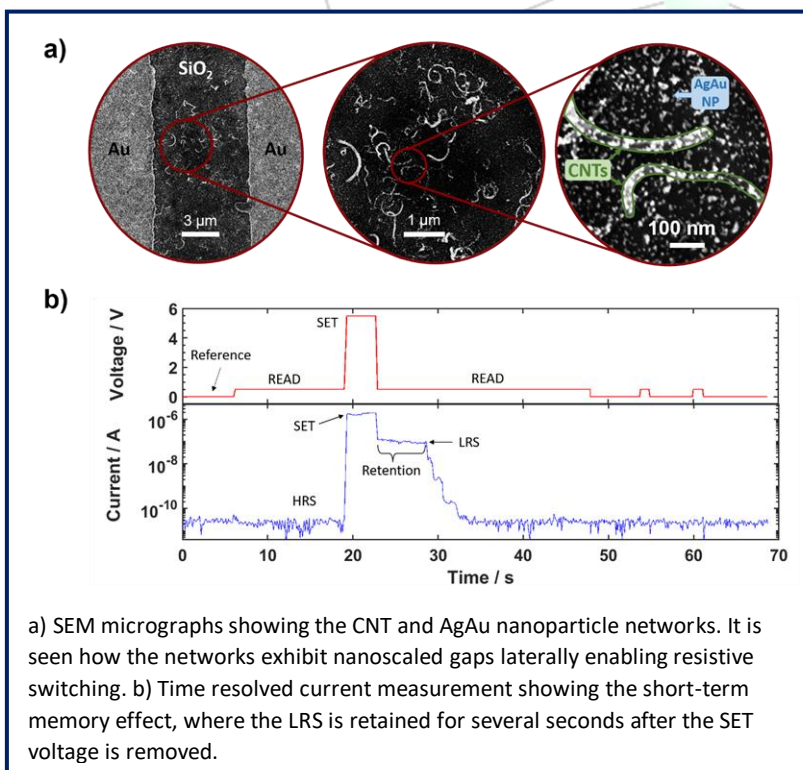 a)
SiO2
Au
Au
3 µm
1 µm
AgAu
NP
CNTs
100 nm
b)
6
4
2
0
Voltage / V
Reference
READ
SET
READ
10-6
10-8
10-10
Current / A
SET
LRS
Retention
HRS
0 10 20 30 40 50 60 70
Time / s
a) SEM micrographs showing the CNT and AgAu nanoparticle networks. It is
seen how the networks exhibit nanoscaled gaps laterally enabling resistive
switching. b) Time resolved current measurement showing the short-term
memory effect, where the LRS is retained for several seconds after the SET
voltage is removed.